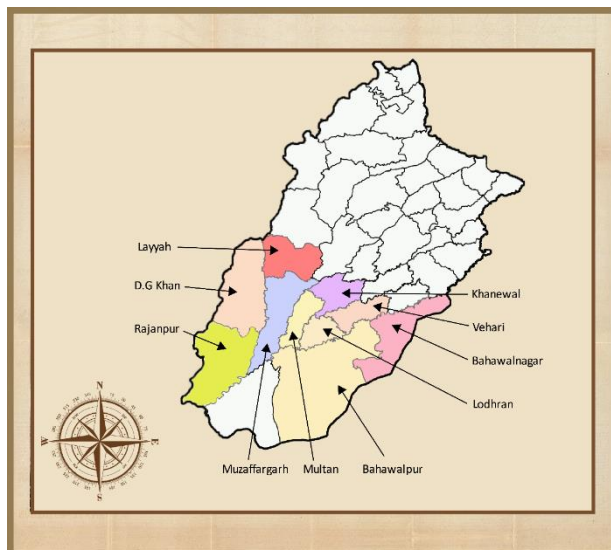 Layyah
D.G Khan
Rajanpur
Khanewal
Vehari
Bahawalnagar
Lodhran
Muzaffargarh
Multan
Bahawalpur
N
W
E
S